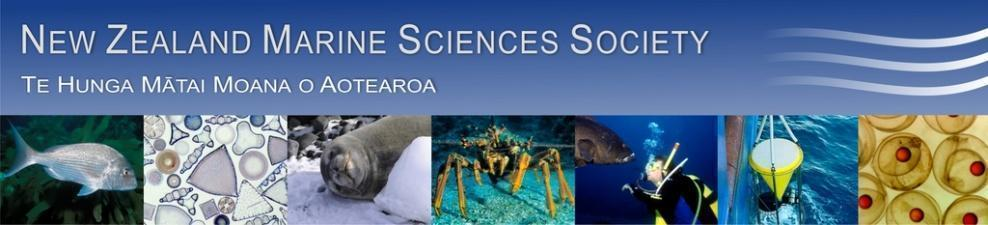 New Zealand Marine Sciences Society
Te Hunga Mātai Moana o Aotearoa